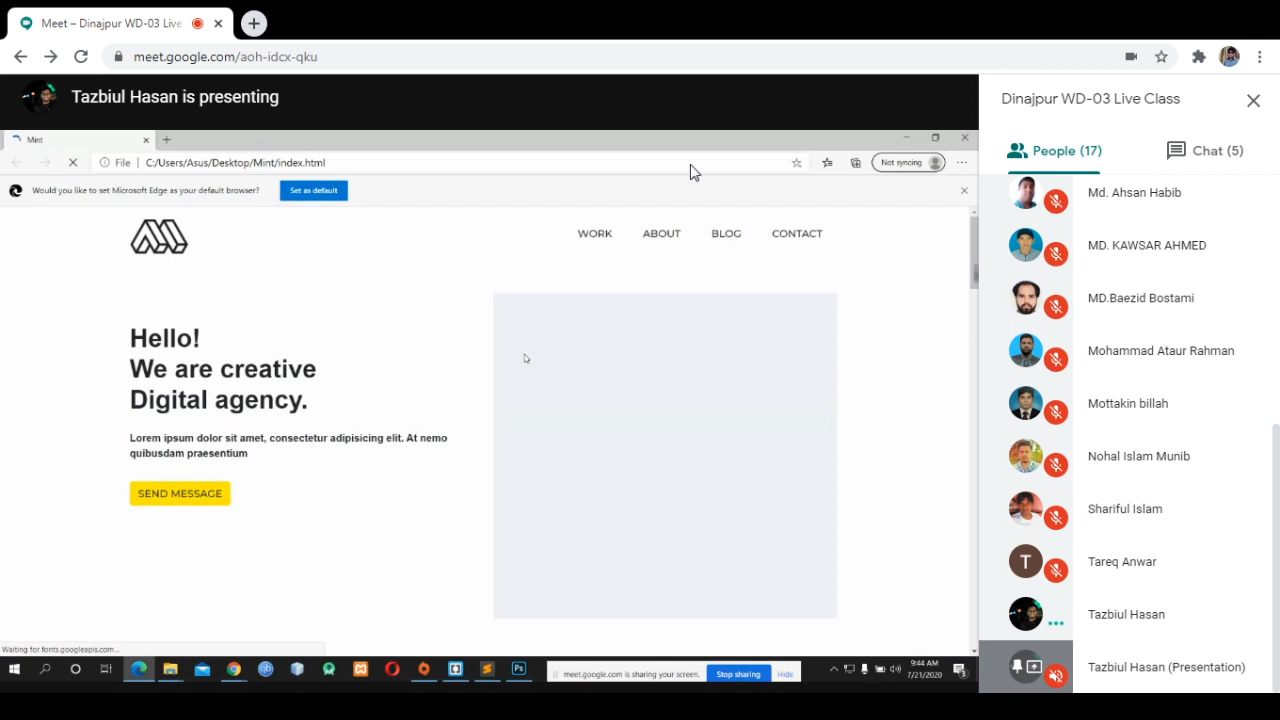 Meet – Dinajpur WD-03 Live
meet.google.com/aoh-idcx-qku
Tazbiul Hasan is presenting
Mint
File | C:/Users/Asus/Desktop/Mint/index.html
Not syncing
Would you like to set Microsoft Edge as your default browser?
Set as default
WORK ABOUT BLOG CONTACT
Hello!
We are creative
Digital agency.
Lorem ipsum dolor sit amet, consectetur adipisicing elit. At nemo
quibusdam praesentium
SEND MESSAGE
Waiting for fonts.googleapis.com...
Ps
meet.google.com is sharing your screen.
Stop sharing
Hide
9:44 AM
7/21/2020
3
Dinajpur WD-03 Live Class
People (17)
Chat (5)
Md. Ahsan Habib
MD. KAWSAR AHMED
MD.Baezid Bostami
Mohammad Ataur Rahman
Mottakin billah
Nohal Islam Munib
Shariful Islam
T
Tareq Anwar
Tazbiul Hasan
Tazbiul Hasan (Presentation)